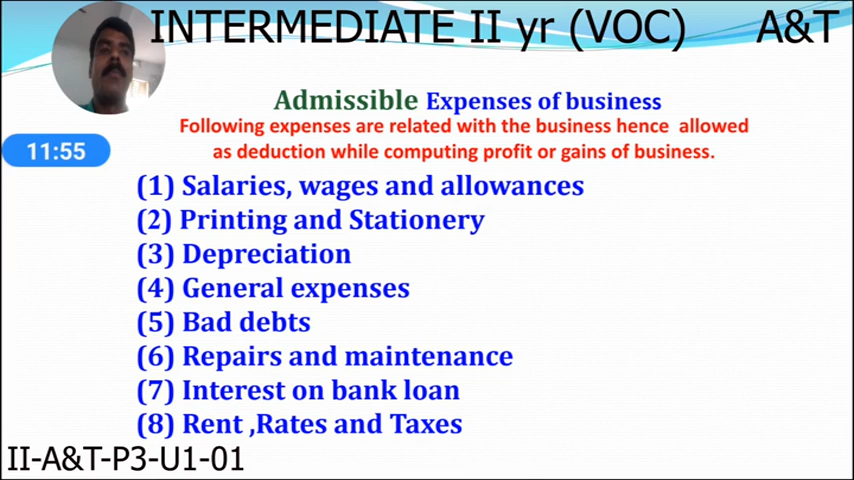 INTERMEDIATE II yr (VOC) A&T
Admissible Expenses of business
Following expenses are related with the business hence allowed
as deduction while computing profit or gains of business.
11:55
(1) Salaries, wages and allowances
(2) Printing and Stationery
(3) Depreciation
(4) General expenses
(5) Bad debts
(6) Repairs and maintenance
(7) Interest on bank loan
(8) Rent ,Rates and Taxes
II-A&T-P3-U1-01